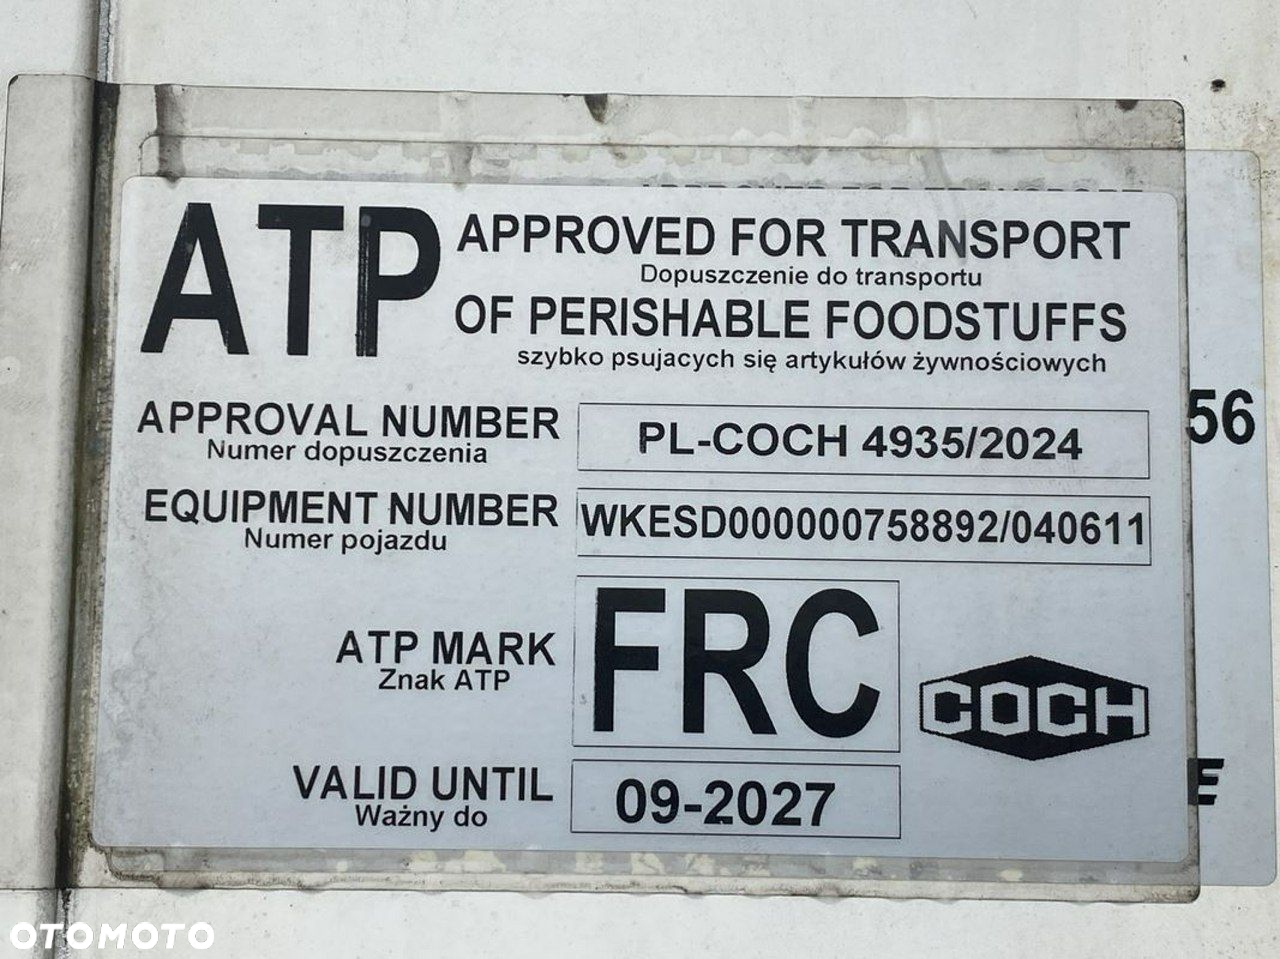 ATP
APPROVED FOR TRANSPORT
Dopuszczenie do transportu
OF PERISHABLE FOODSTUFFS
szybko psujacych się artykułów żywnościowych
APPROVAL NUMBER PL-COCH 4935/2024
Numer dopuszczenia
56
EQUIPMENT NUMBER WKESD000000758892/040611
Numer pojazdu
ATP MARK FRC
Znak ATP
COCH
VALID UNTIL 09-2027
Ważny do
E
OTOMOTO